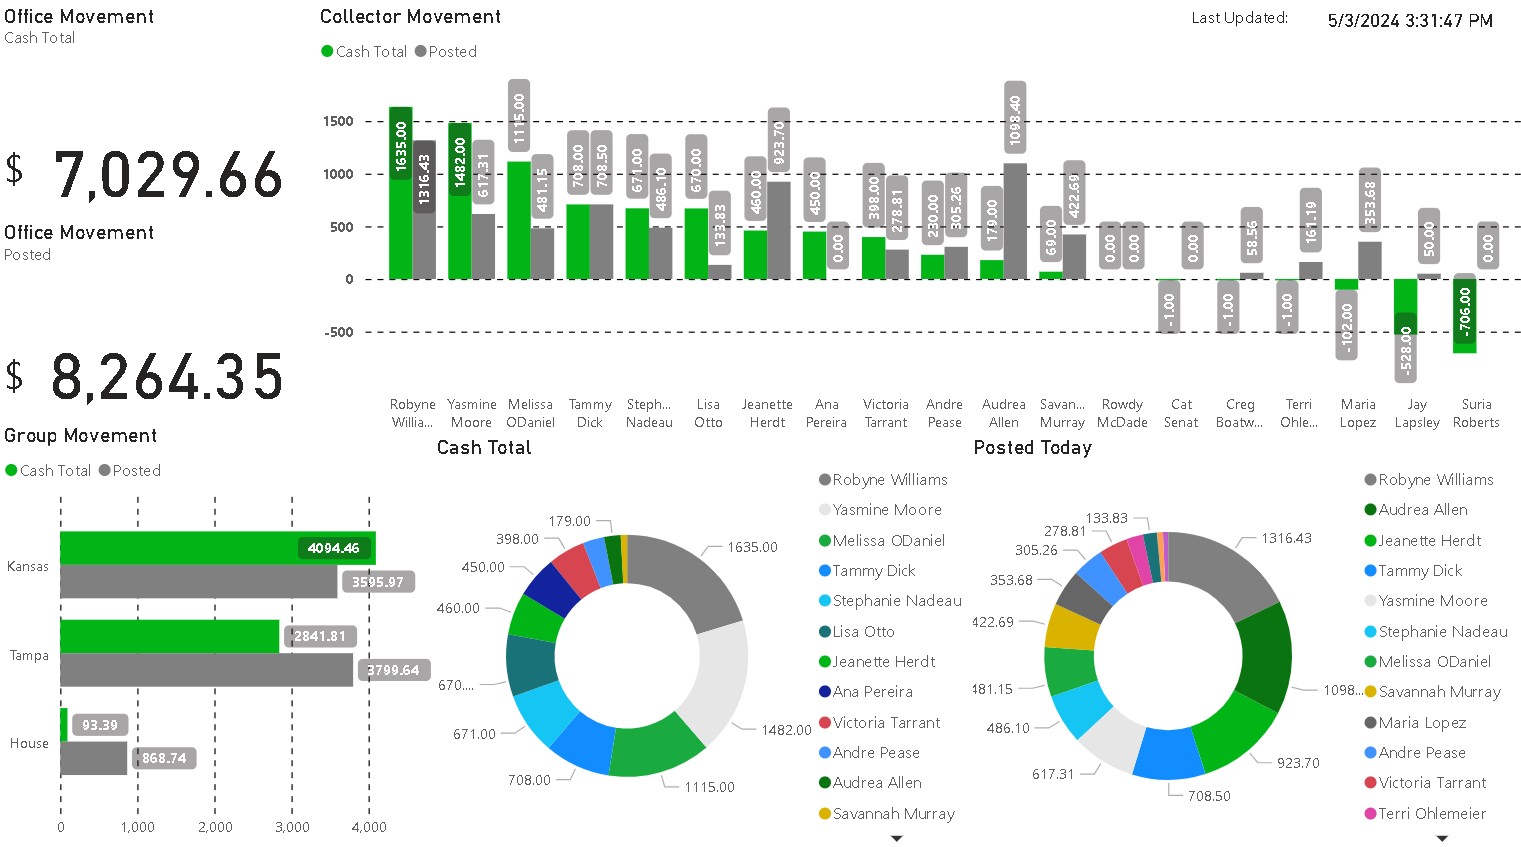 Office Movement
Cash Total
$ 7,029.66
Office Movement
Posted
$ 8,264.35
Collector Movement
Last Updated: 5/3/2024 3:31:47 PM
Cash Total Posted
1500
1000
500
0
-500
1635.00
1316.43
1482.00
617.31
1115.00
481.15
708.00
708.50
671.00
486.10
670.00
133.83
460.00
923.70
450.00
0.00
398.00
278.81
230.00
305.26
179.00
1098.40
69.00
422.69
0.00
0.00
-1.00
0.00
-1.00
58.56
-1.00
161.19
-102.00
353.68
-528.00
50.00
-706.00
0.00
Robyne Willia...
Yasmine Moore
Melissa ODaniel
Tammy Dick
Steph... Nadeau
Lisa Otto
Jeanette Herdt
Ana Pereira
Victoria Tarrant
Andre Pease
Audrea Allen
Savan... Murray
Rowdy McDade
Cat Senat
Creg Boatw...
Terri Ohle...
Maria Lopez
Jay Lapsley
Suria Roberts
Group Movement
Cash Total Posted
Kansas
4094.46
3595.97
Tampa
2841.81
3799.64
House
93.39
868.74
0 1,000 2,000 3,000 4,000
Cash Total
1635.00
1482.00
1115.00
708.00
671.00
670....
460.00
450.00
398.00
179.00
Robyne Williams
Yasmine Moore
Melissa ODaniel
Tammy Dick
Stephanie Nadeau
Lisa Otto
Jeanette Herdt
Ana Pereira
Victoria Tarrant
Andre Pease
Audrea Allen
Savannah Murray
Posted Today
1316.43
1098...
923.70
708.50
617.31
486.10
481.15
422.69
353.68
305.26
278.81
133.83
Robyne Williams
Audrea Allen
Jeanette Herdt
Tammy Dick
Yasmine Moore
Stephanie Nadeau
Melissa ODaniel
Savannah Murray
Maria Lopez
Andre Pease
Victoria Tarrant
Terri Ohlemeier